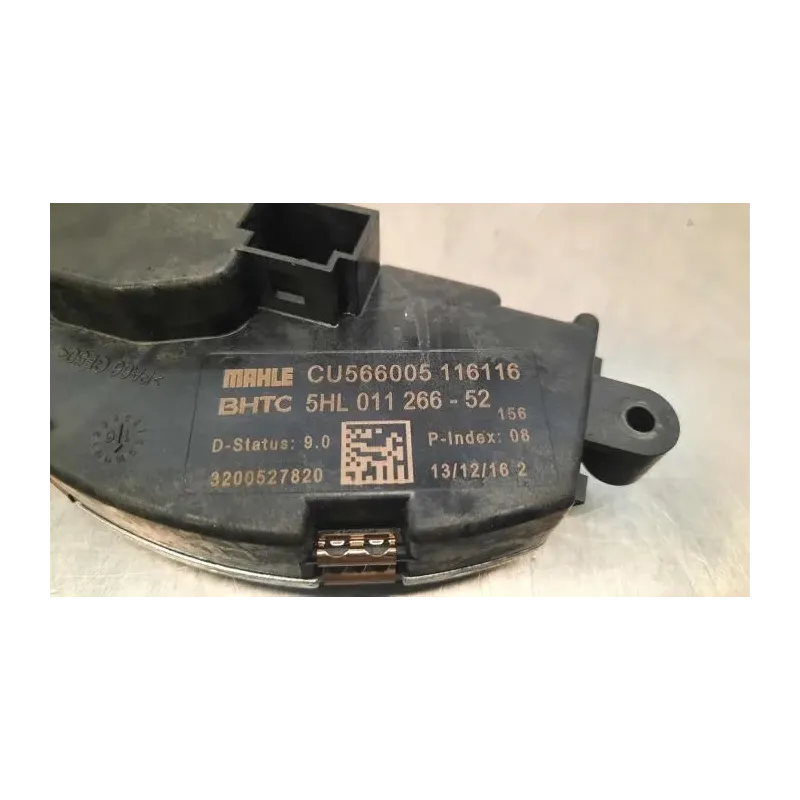 MAHLE CU566005 116116
BHTC 5HL 011 266 - 52 156
D-Status: 9.0 P-Index: 08
3200527820 13/12/16 2